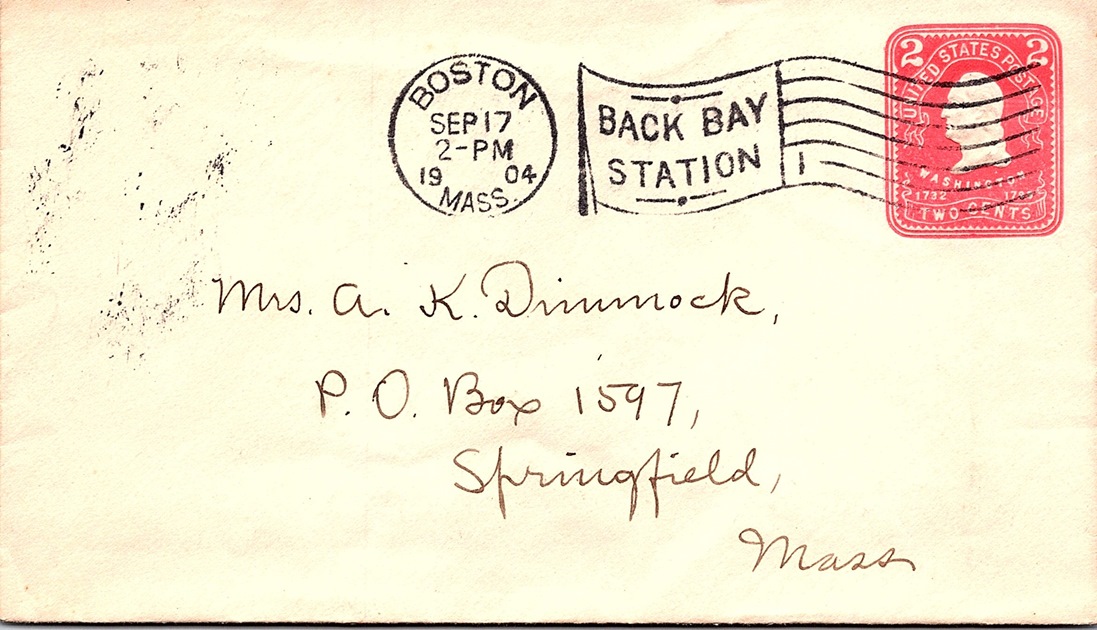 BOSTON
SEP 17
2-PM
19 04
MASS.
BACK BAY
STATION
1
2 2
UNITED STATES POSTAGE
WASHINGTON
1732 1799
TWO CENTS
Mrs. A. K. Dimmock,
P. O. Box 1597,
Springfield,
Mass